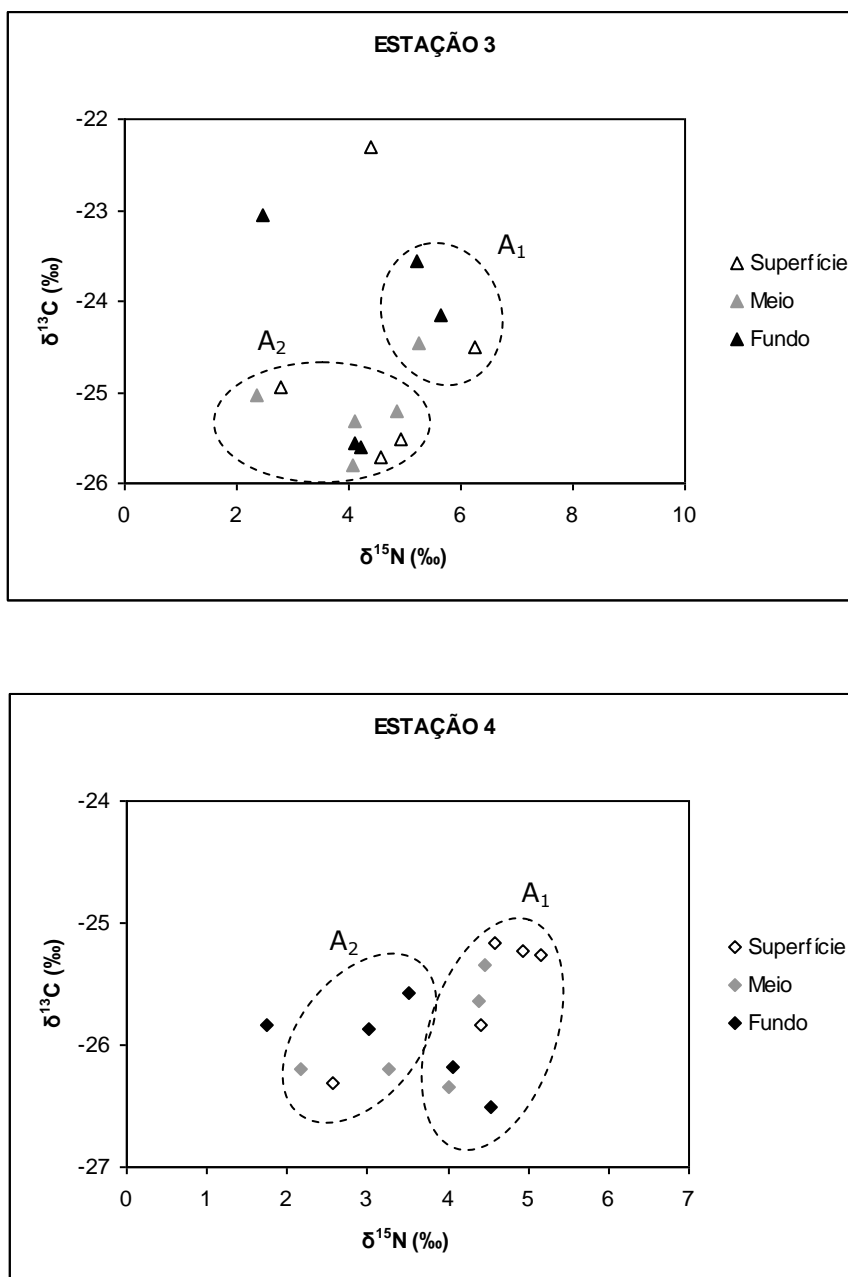 ESTAÇÃO 3
-22
-23
-24
-25
-26
0 2 4 6 8 10
δ¹³C (‰)
δ¹⁵N (‰)
A₁
A₂
Superfície
Meio
Fundo
ESTAÇÃO 4
-24
-25
-26
-27
0 1 2 3 4 5 6 7
δ¹³C (‰)
δ¹⁵N (‰)
A₁
A₂
Superfície
Meio
Fundo